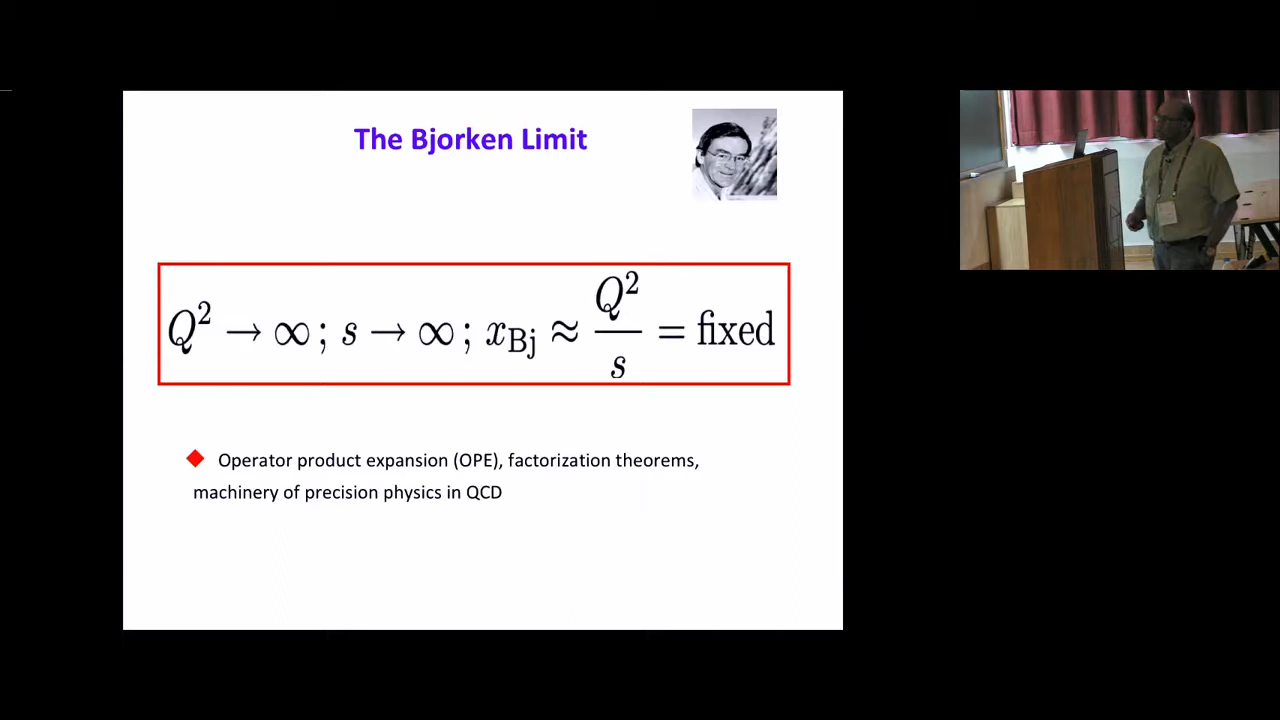 The Bjorken Limit
Q² → ∞ ; s → ∞ ; x_Bj ≈ Q²/s = fixed
Operator product expansion (OPE), factorization theorems,
machinery of precision physics in QCD